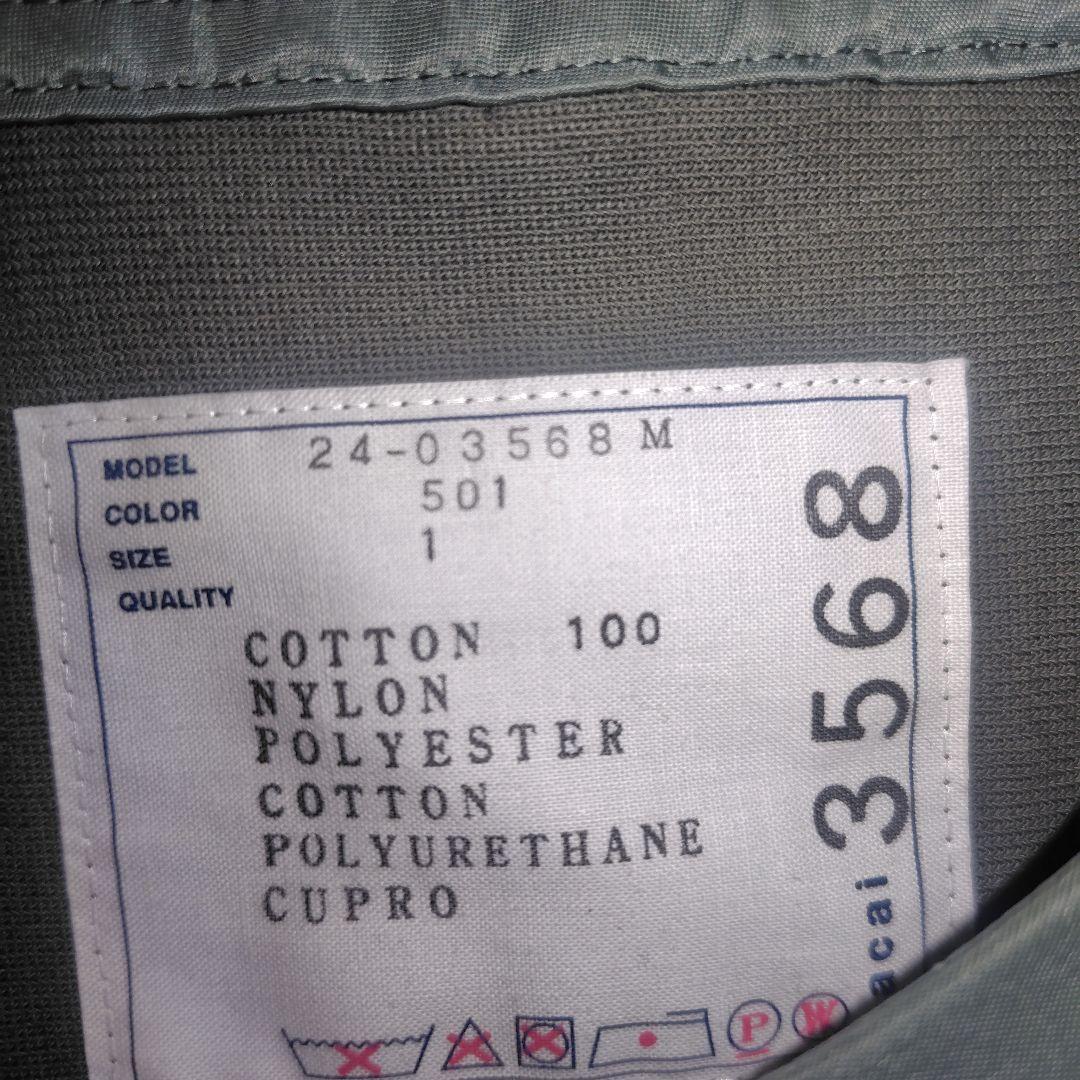 MODEL 24-03568 M
COLOR 501
SIZE 1
QUALITY
COTTON 100
NYLON
POLYESTER
COTTON
POLYURETHANE
CUPRO
P W
acai 3568